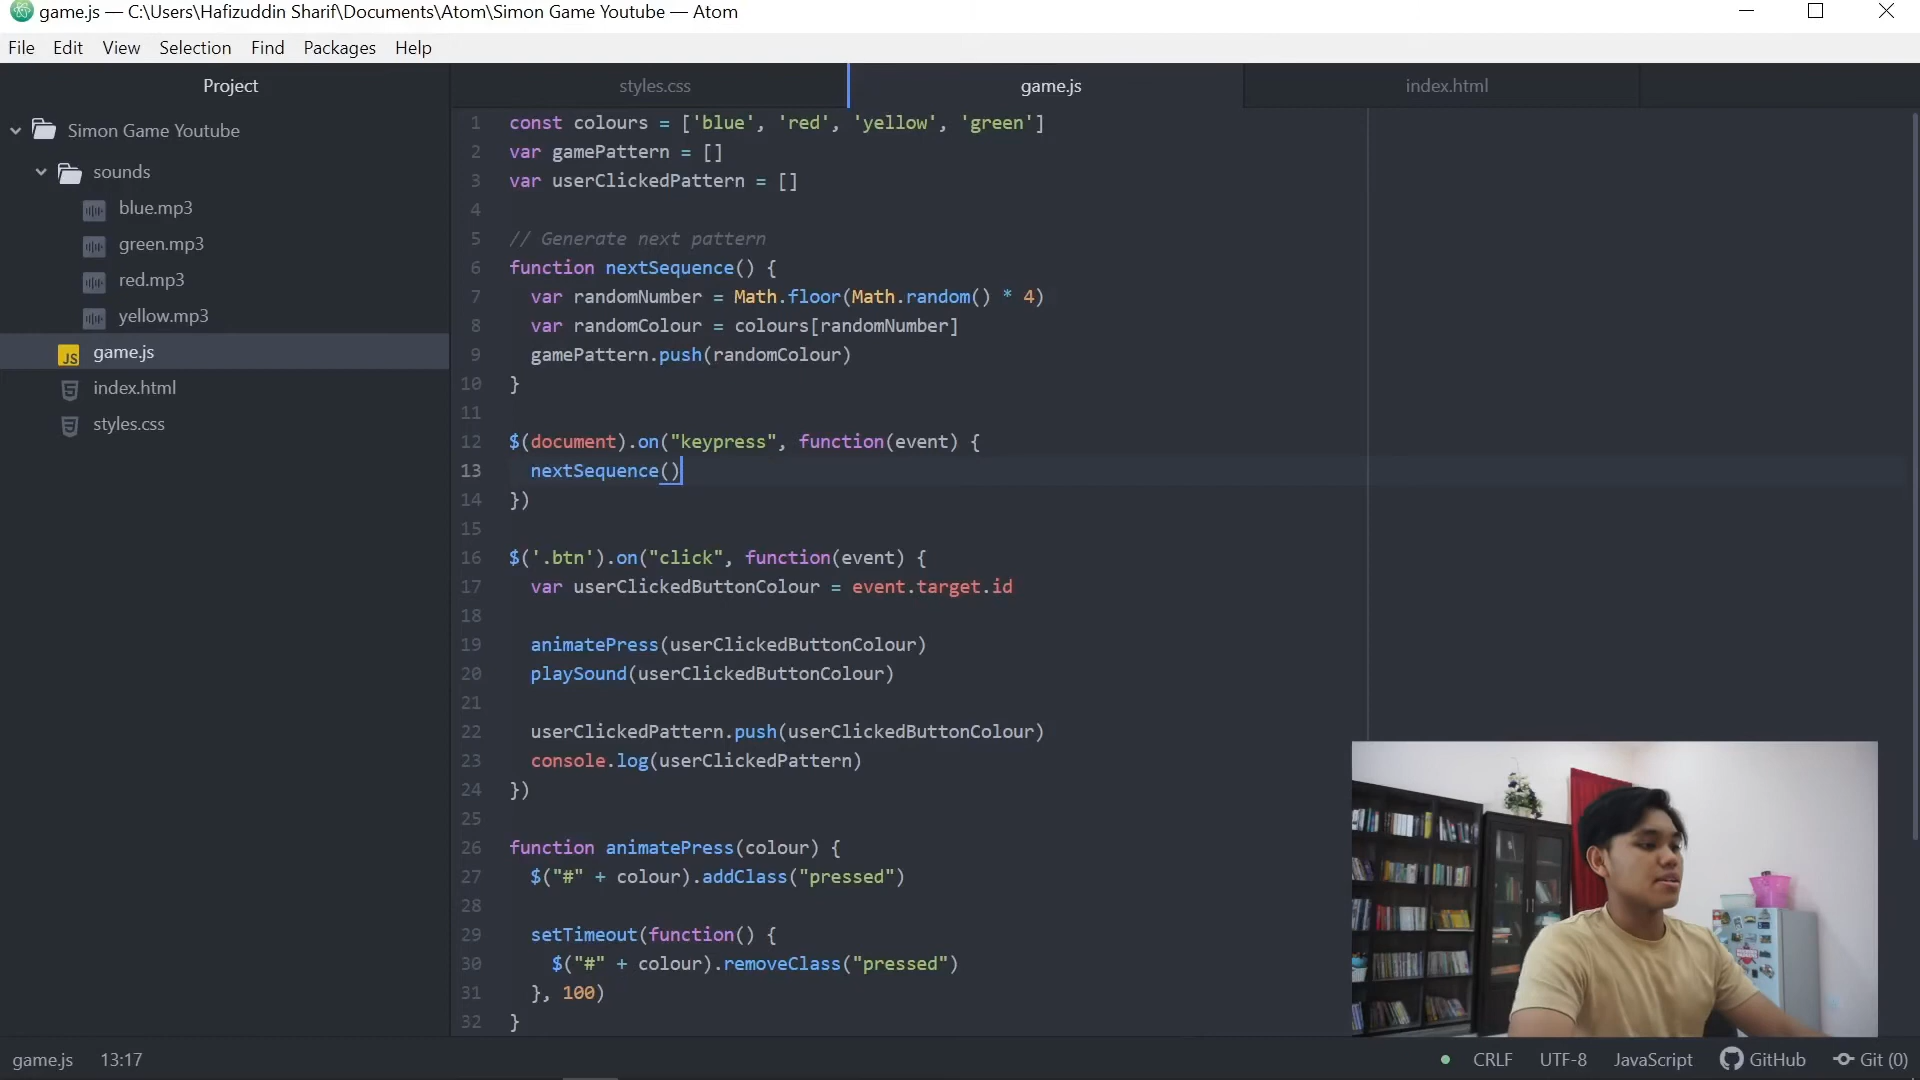 game.js — C:\Users\Hafizuddin Sharif\Documents\Atom\Simon Game Youtube — Atom
File Edit View Selection Find Packages Help
Project
styles.css
game.js
index.html
Simon Game Youtube
sounds
blue.mp3
green.mp3
red.mp3
yellow.mp3
JS game.js
index.html
styles.css
1 const colours = ['blue', 'red', 'yellow', 'green']
2 var gamePattern = []
3 var userClickedPattern = []
4
5 // Generate next pattern
6 function nextSequence() {
7 var randomNumber = Math.floor(Math.random() * 4)
8 var randomColour = colours[randomNumber]
9 gamePattern.push(randomColour)
10 }
11
12 $(document).on("keypress", function(event) {
13 nextSequence()
14 })
15
16 $('.btn').on("click", function(event) {
17 var userClickedButtonColour = event.target.id
18
19 animatePress(userClickedButtonColour)
20 playSound(userClickedButtonColour)
21
22 userClickedPattern.push(userClickedButtonColour)
23 console.log(userClickedPattern)
24 })
25
26 function animatePress(colour) {
27 $("#" + colour).addClass("pressed")
28
29 setTimeout(function() {
30 $("#" + colour).removeClass("pressed")
31 }, 100)
32 }
game.js 13:17
CRLF UTF-8 JavaScript GitHub Git (0)